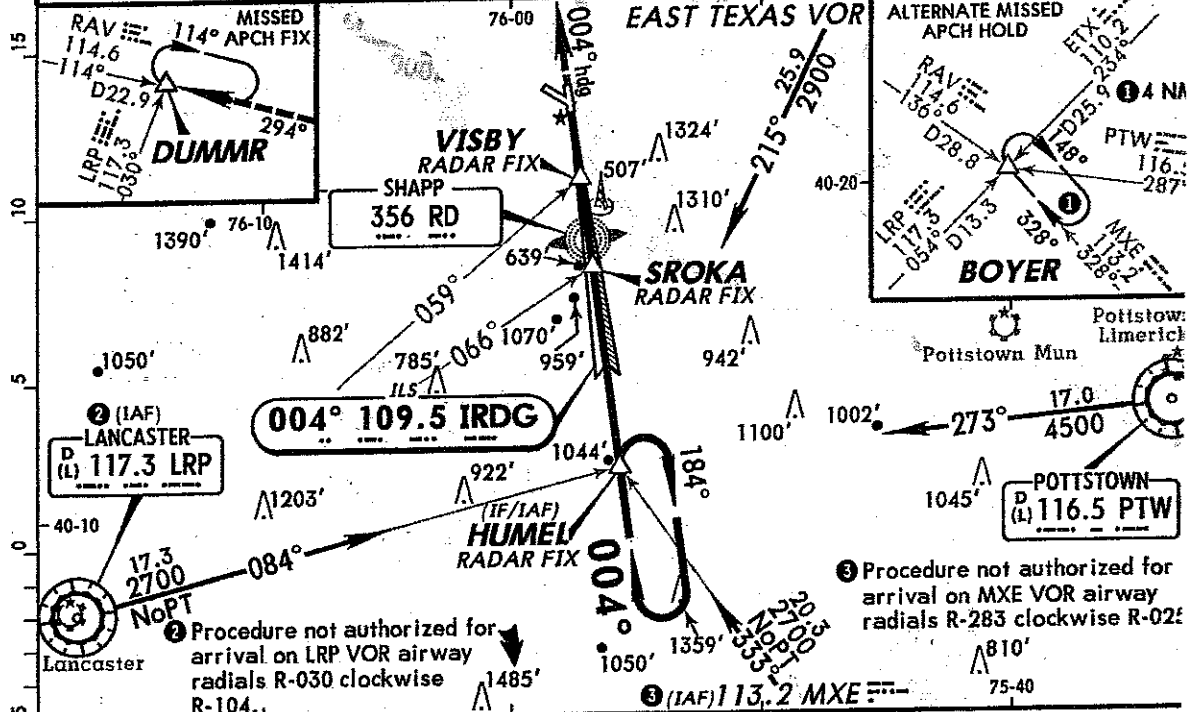 MISSED
APCH FIX
RAV
114.6
114°
114°
D22.9
294°
LRP
117.3
030°
DUMMR
76-00
004° hdg
EAST TEXAS VOR
25.9
2900
215°
ALTERNATE MISSED
APCH HOLD
ETX
110.2
234°
RAV
114.6
136°
D28.8
D25.9
❶ 4 NM
PTW
148°
287°
LRP
117.3
054°
D13.3
❶
328°
MXE
113.2
328°
BOYER
15
10
5
0
VISBY
RADAR FIX
1324'
507'
SHAPP
356 RD
1310'
40-20
1390'
76-10
1414'
639'
SROKA
RADAR FIX
059°
066°
1070'
959'
942'
882'
785'
1050'
Pottstown Mun
ILS
004° 109.5 IRDG
❷ (IAF)
LANCASTER
D
(L) 117.3 LRP
1044'
184°
1100'
1002'
273°
17.0
4500
922'
1203'
1045'
POTTSTOWN
D
(L) 116.5 PTW
40-10
(IF/IAF)
HUMEL
RADAR FIX
17.3
2700
NoPT
084°
004°
❸ Procedure not authorized for
arrival on MXE VOR airway
radials R-283 clockwise
Lancaster
❷ Procedure not authorized for
arrival on LRP VOR airway
radials R-030 clockwise
R-104.
1485'
1050'
1359'
20.3
2700
NoPT
333°
810'
❸ (IAF) 113.2 MXE
75-40